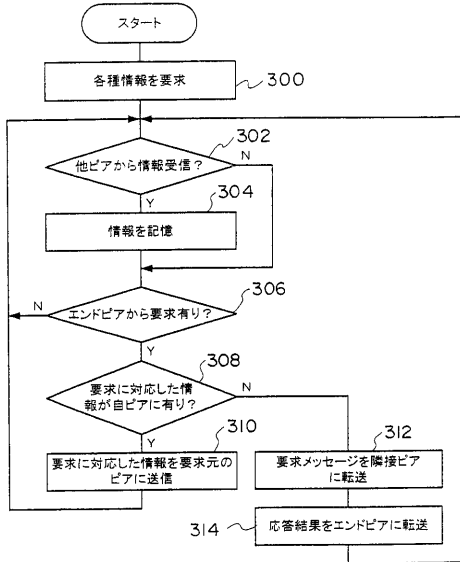 スタート
各種情報を要求
300
302
他ピアから情報受信？
N
Y
304
情報を記憶
306
N
エンドピアから要求有り？
Y
308
要求に対応した情
報が自ピアに有り？
N
Y
310
要求に対応した情報を要求元の
ピアに送信
312
要求メッセージを隣接ピア
に転送
314
応答結果をエンドピアに転送